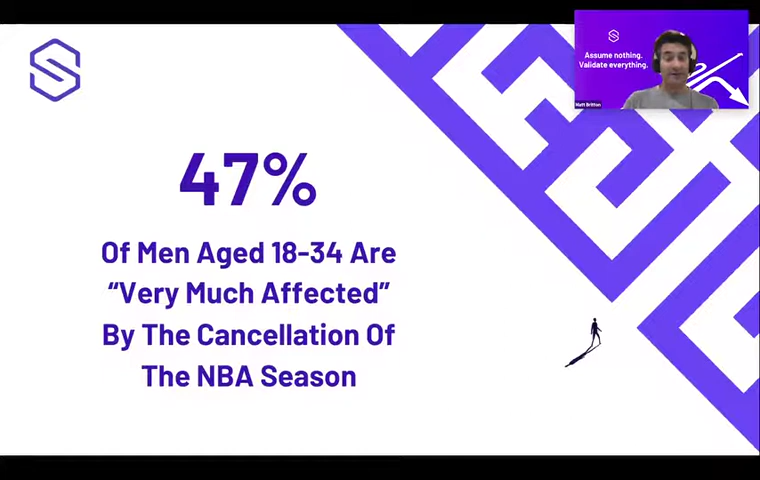 47%
Of Men Aged 18-34 Are
“Very Much Affected”
By The Cancellation Of
The NBA Season
Assume nothing.
Validate everything.
Matt Britton